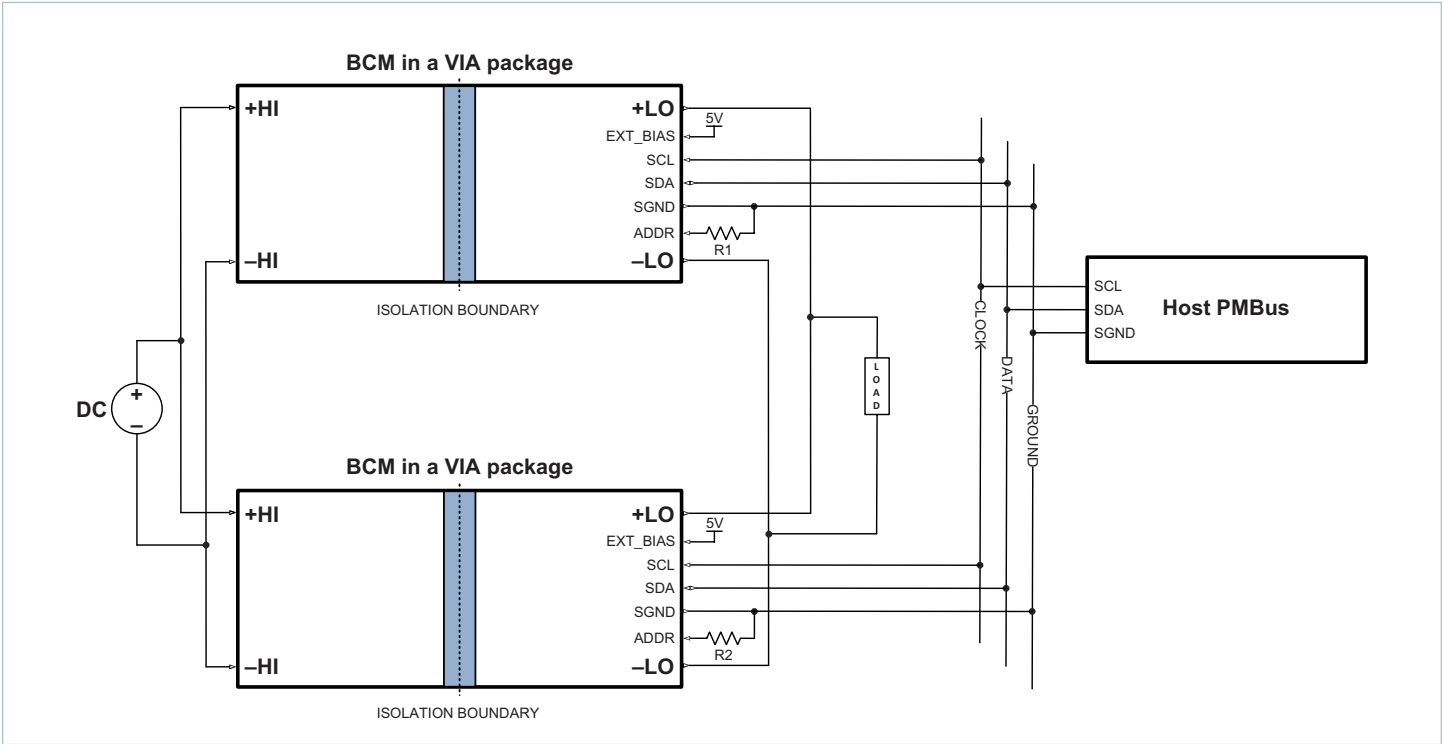 BCM in a VIA package
+HI
+LO
5V
EXT_BIAS
SCL
SDA
SGND
ADDR
R1
–HI
–LO
ISOLATION BOUNDARY
SCL
SDA
SGND
Host PMBus
CLOCK
DATA
GROUND
LOAD
DC
+
–
BCM in a VIA package
+HI
+LO
5V
EXT_BIAS
SCL
SDA
SGND
ADDR
R2
–HI
–LO
ISOLATION BOUNDARY